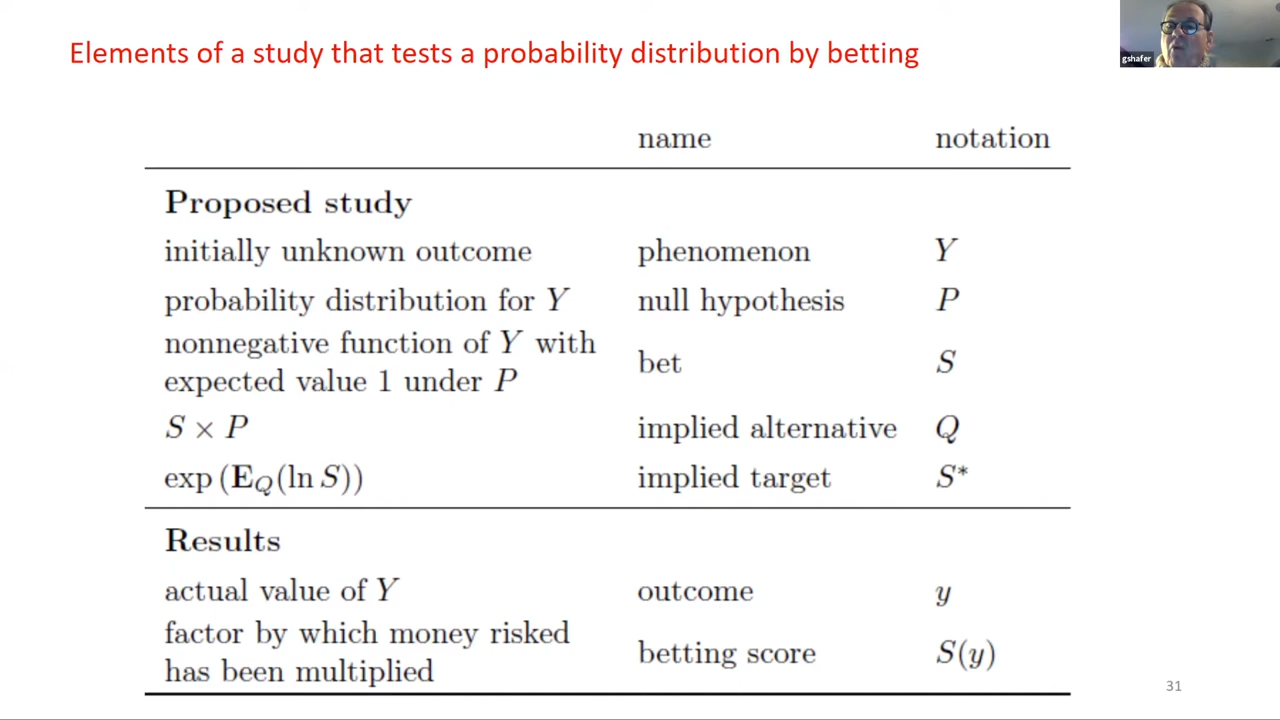 Elements of a study that tests a probability distribution by betting
gshafer
name notation
Proposed study
initially unknown outcome phenomenon Y
probability distribution for Y null hypothesis P
nonnegative function of Y with
expected value 1 under P bet S
S × P implied alternative Q
exp (E_Q(ln S)) implied target S*
Results
actual value of Y outcome y
factor by which money risked
has been multiplied betting score S(y)
31